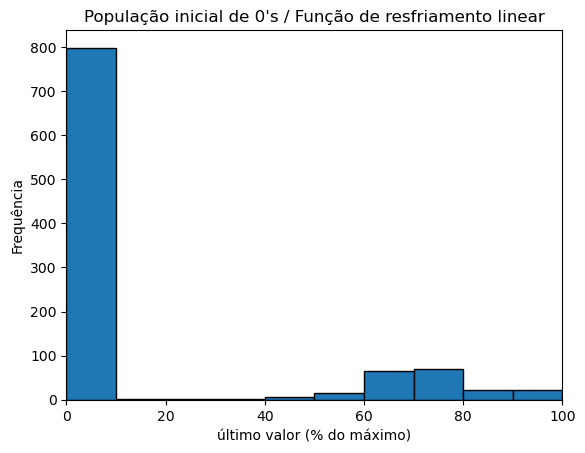 População inicial de 0's / Função de resfriamento linear
Frequência
800
700
600
500
400
300
200
100
0
0 20 40 60 80 100
último valor (% do máximo)